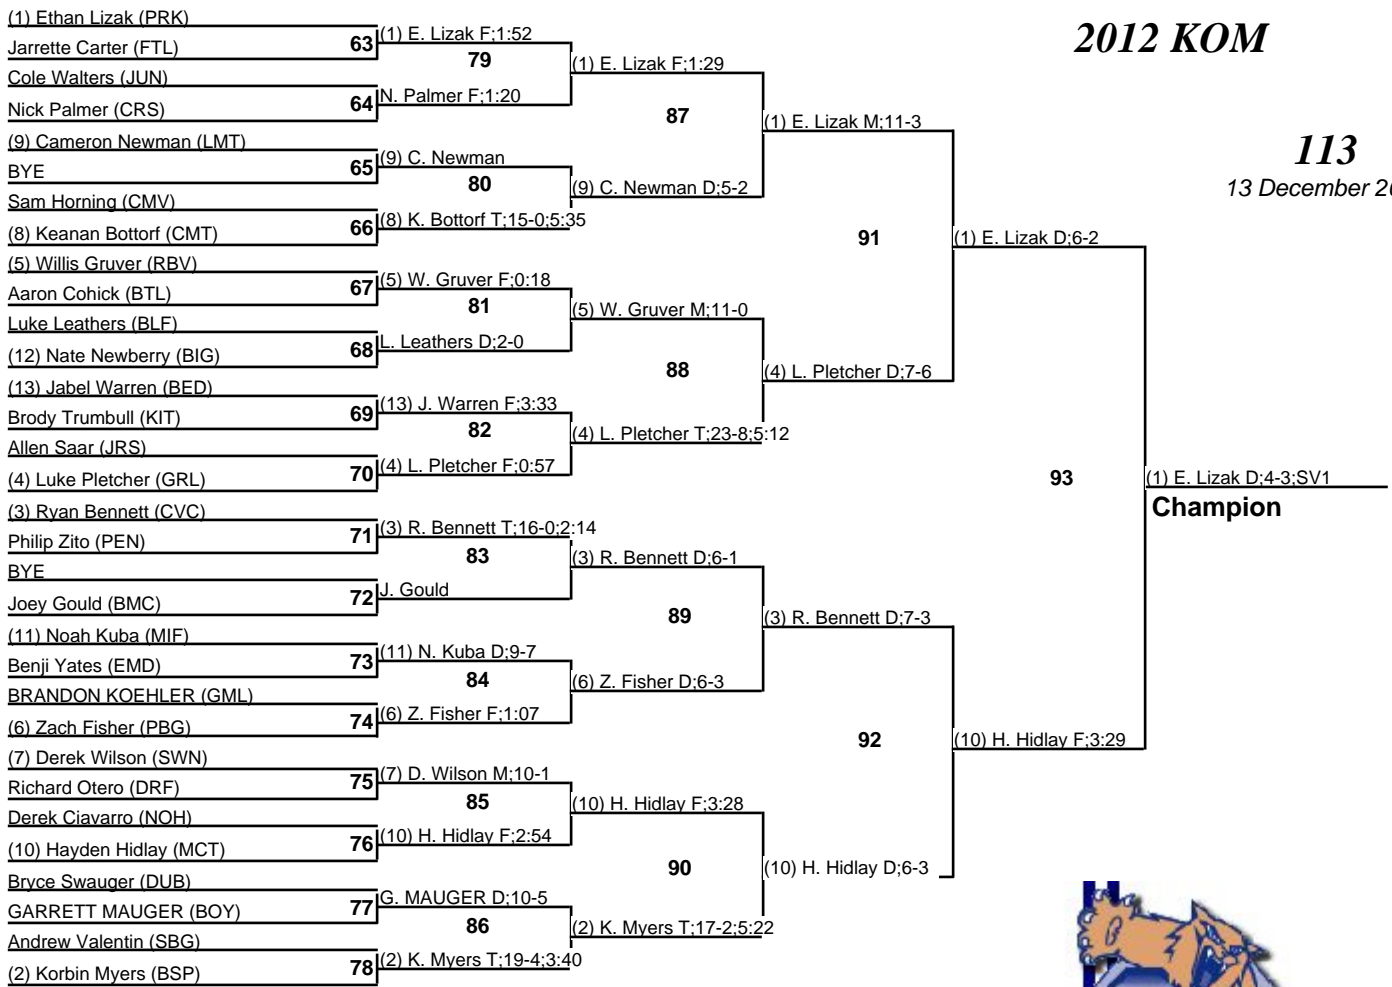 2012 KOM
113
13 December 20
(1) Ethan Lizak (PRK)
Jarrette Carter (FTL)
Cole Walters (JUN)
Nick Palmer (CRS)
(9) Cameron Newman (LMT)
BYE
Sam Horning (CMV)
(8) Keanan Bottorf (CMT)
(5) Willis Gruver (RBV)
Aaron Cohick (BTL)
Luke Leathers (BLF)
(12) Nate Newberry (BIG)
(13) Jabel Warren (BED)
Brody Trumbull (KIT)
Allen Saar (JRS)
(4) Luke Pletcher (GRL)
(3) Ryan Bennett (CVC)
Philip Zito (PEN)
BYE
Joey Gould (BMC)
(11) Noah Kuba (MIF)
Benji Yates (EMD)
BRANDON KOEHLER (GML)
(6) Zach Fisher (PBG)
(7) Derek Wilson (SWN)
Richard Otero (DRF)
Derek Ciavarro (NOH)
(10) Hayden Hidlay (MCT)
Bryce Swauger (DUB)
GARRETT MAUGER (BOY)
Andrew Valentin (SBG)
(2) Korbin Myers (BSP)
63 (1) E. Lizak F;1:52
79
64 N. Palmer F;1:20
65 (9) C. Newman
80
66 (8) K. Bottorf T;15-0;5:35
67 (5) W. Gruver F;0:18
81
68 L. Leathers D;2-0
69 (13) J. Warren F;3:33
82
70 (4) L. Pletcher F;0:57
71 (3) R. Bennett T;16-0;2:14
83
72 J. Gould
73 (11) N. Kuba D;9-7
84
74 (6) Z. Fisher F;1:07
75 (7) D. Wilson M;10-1
85
76 (10) H. Hidlay F;2:54
77 G. MAUGER D;10-5
86
78 (2) K. Myers T;19-4;3:40
(1) E. Lizak F;1:29
87
(9) C. Newman D;5-2
(5) W. Gruver M;11-0
88
(4) L. Pletcher T;23-8;5:12
(3) R. Bennett D;6-1
89
(6) Z. Fisher D;6-3
(10) H. Hidlay F;3:28
90
(2) K. Myers T;17-2;5:22
(1) E. Lizak M;11-3
91
(4) L. Pletcher D;7-6
(3) R. Bennett D;7-3
92
(10) H. Hidlay D;6-3
(1) E. Lizak D;6-2
93
(10) H. Hidlay F;3:29
(1) E. Lizak D;4-3;SV1
Champion